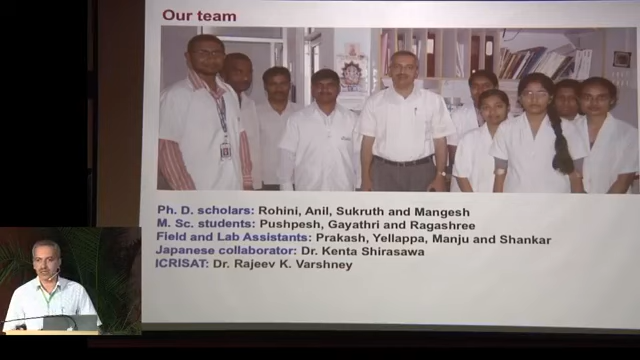 Our team
Ph. D. scholars: Rohini, Anil, Sukruth and Mangesh
M. Sc. students: Pushpesh, Gayathri and Ragashree
Field and Lab Assistants: Prakash, Yellappa, Manju and Shankar
Japanese collaborator: Dr. Kenta Shirasawa
ICRISAT: Dr. Rajeev K. Varshney